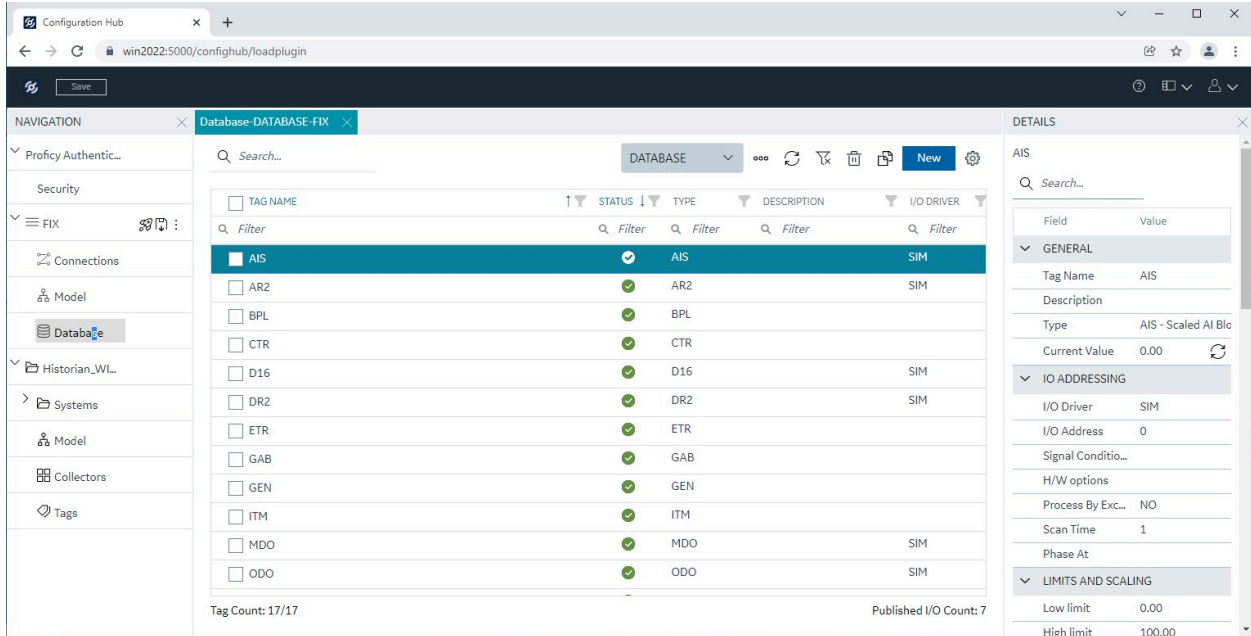 Configuration Hub
win2022:5000/confighub/loadplugin
Save
NAVIGATION
Proficy Authentic...
Security
FIX
Connections
Model
Database
Historian_WI...
Systems
Model
Collectors
Tags
Database-DATABASE-FIX
Search... DATABASE New
TAG NAME STATUS TYPE DESCRIPTION I/O DRIVER
Filter Filter Filter Filter Filter
AIS AIS SIM
AR2 AR2 SIM
BPL BPL
CTR CTR
D16 D16 SIM
DR2 DR2 SIM
ETR ETR
GAB GAB
GEN GEN
ITM ITM
MDO MDO SIM
ODO ODO SIM
Tag Count: 17/17 Published I/O Count: 7
DETAILS
AIS
Search...
Field Value
GENERAL
Tag Name AIS
Description
Type AIS - Scaled AI Blo
Current Value 0.00
IO ADDRESSING
I/O Driver SIM
I/O Address 0
Signal Conditio...
H/W options
Process By Exc... NO
Scan Time 1
Phase At
LIMITS AND SCALING
Low limit 0.00
High limit 100.00